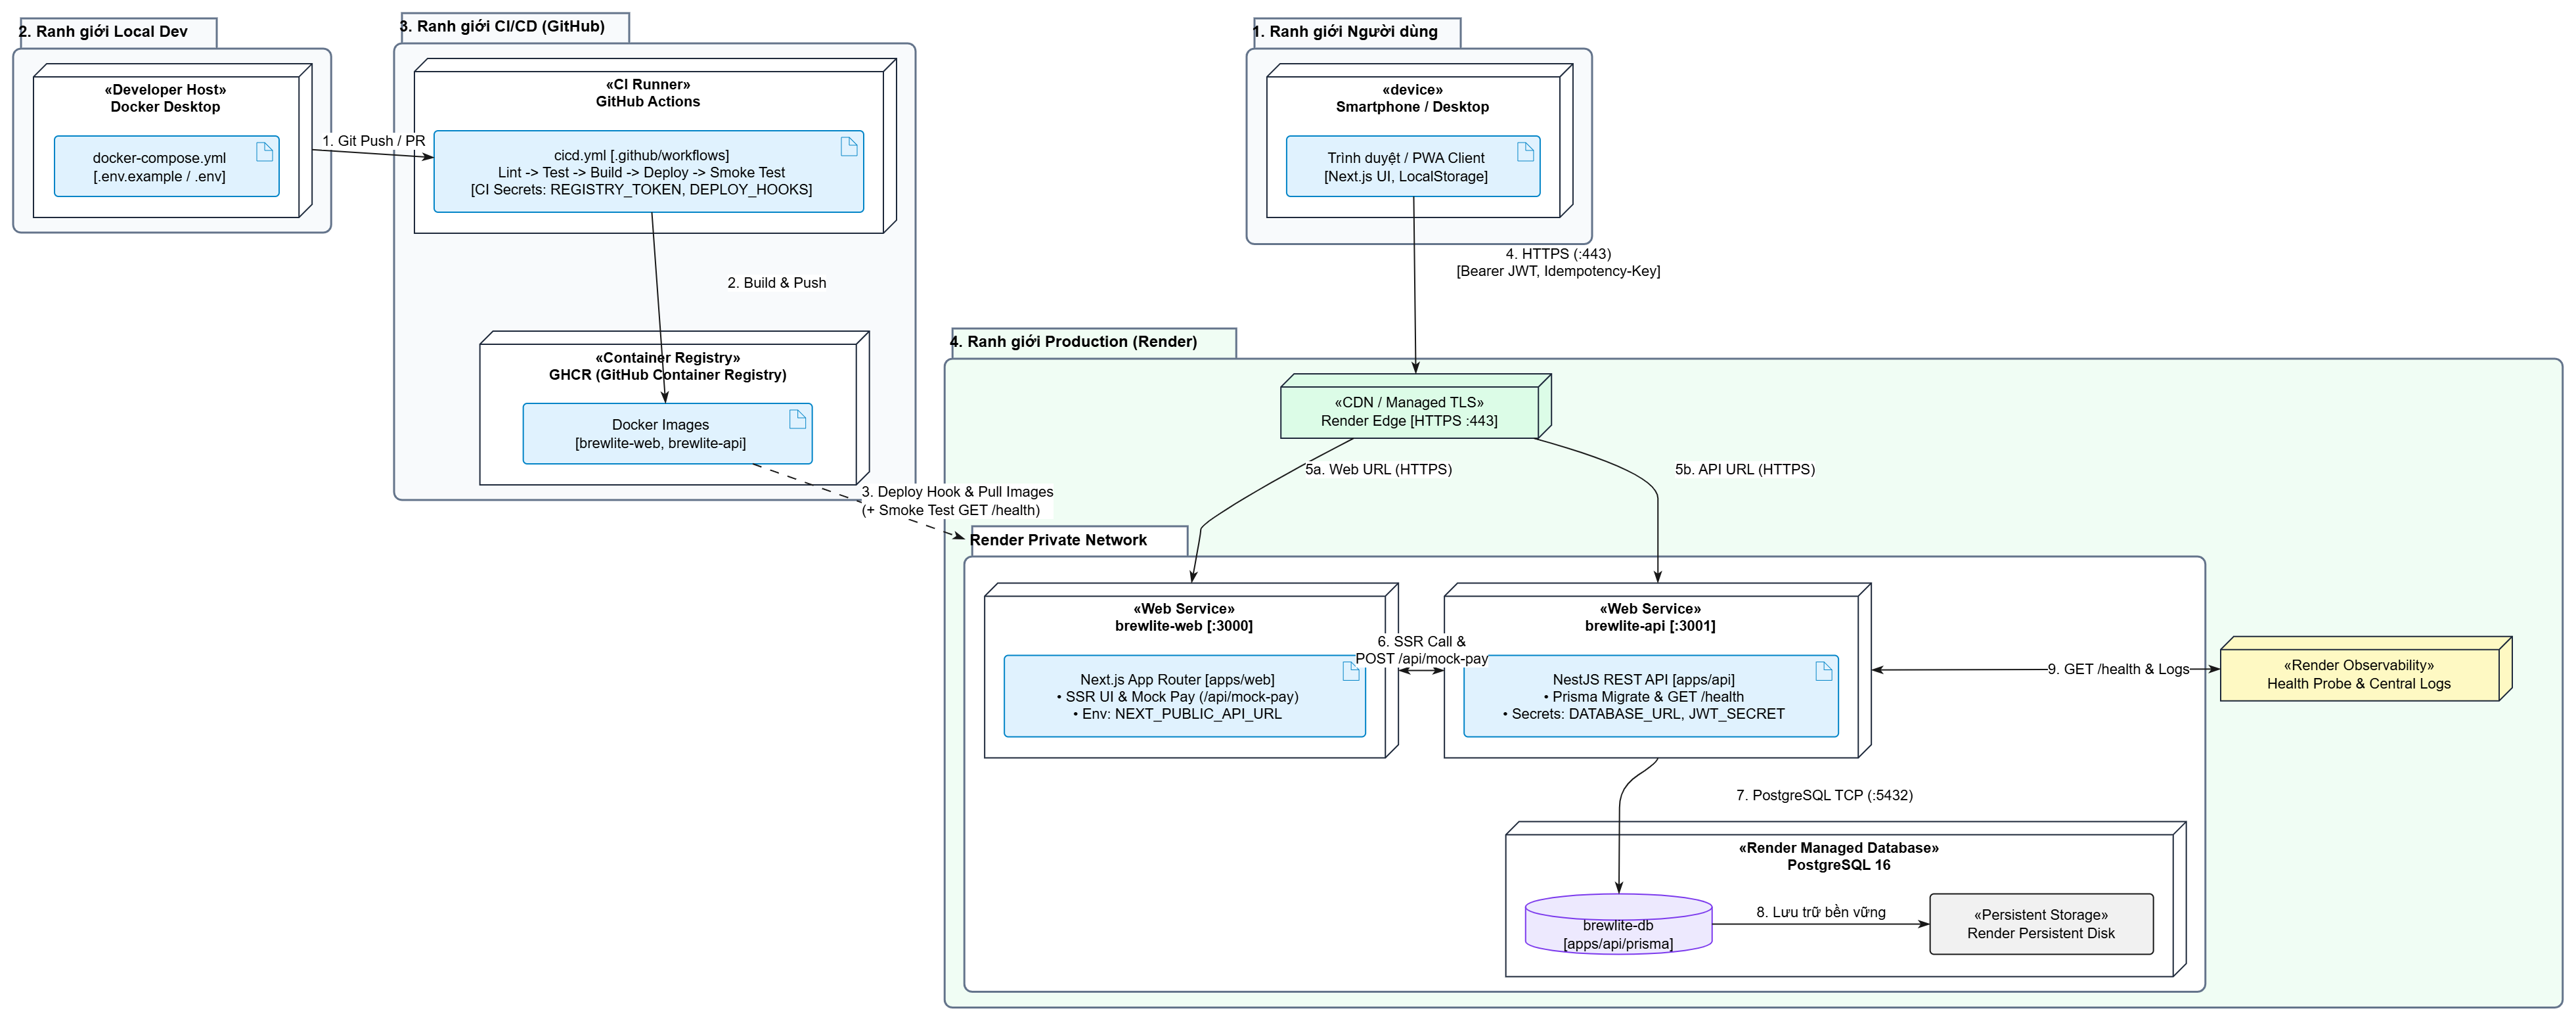 2. Ranh giới Local Dev
«Developer Host»
Docker Desktop
docker-compose.yml
[.env.example / .env]
1. Git Push / PR
3. Ranh giới CI/CD (GitHub)
«CI Runner»
GitHub Actions
cicd.yml [.github/workflows]
Lint -> Test -> Build -> Deploy -> Smoke Test
[CI Secrets: REGISTRY_TOKEN, DEPLOY_HOOKS]
2. Build & Push
«Container Registry»
GHCR (GitHub Container Registry)
Docker Images
[brewlite-web, brewlite-api]
3. Deploy Hook & Pull Images
(+ Smoke Test GET /health)
1. Ranh giới Người dùng
«device»
Smartphone / Desktop
Trình duyệt / PWA Client
[Next.js UI, LocalStorage]
4. HTTPS (:443)
[Bearer JWT, Idempotency-Key]
4. Ranh giới Production (Render)
«CDN / Managed TLS»
Render Edge [HTTPS :443]
5a. Web URL (HTTPS)
5b. API URL (HTTPS)
Render Private Network
«Web Service»
brewlite-web [:3000]
Next.js App Router [apps/web]
• SSR UI & Mock Pay (/api/mock-pay)
• Env: NEXT_PUBLIC_API_URL
6. SSR Call &
POST /api/mock-pay
«Web Service»
brewlite-api [:3001]
NestJS REST API [apps/api]
• Prisma Migrate & GET /health
• Secrets: DATABASE_URL, JWT_SECRET
9. GET /health & Logs
«Render Observability»
Health Probe & Central Logs
7. PostgreSQL TCP (:5432)
«Render Managed Database»
PostgreSQL 16
brewlite-db
[apps/api/prisma]
8. Lưu trữ bền vững
«Persistent Storage»
Render Persistent Disk